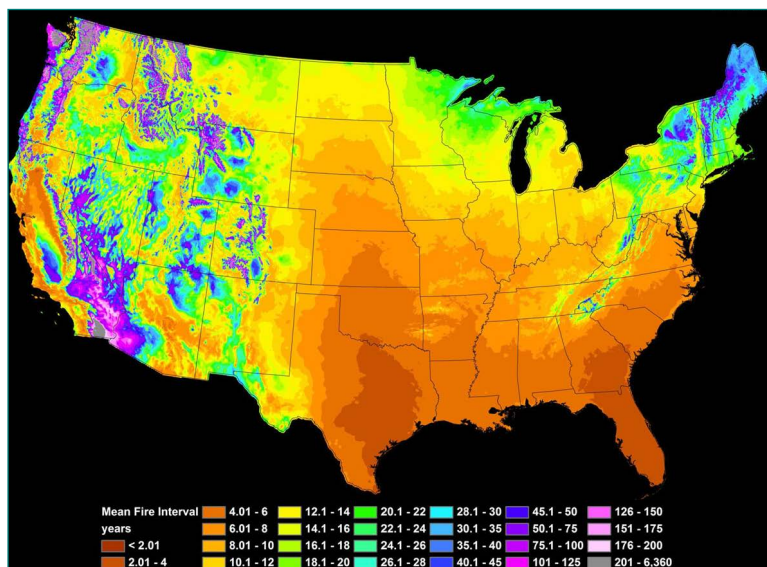 Mean Fire Interval
years
< 2.01
2.01 - 4
4.01 - 6
6.01 - 8
8.01 - 10
10.1 - 12
12.1 - 14
14.1 - 16
16.1 - 18
18.1 - 20
20.1 - 22
22.1 - 24
24.1 - 26
26.1 - 28
28.1 - 30
30.1 - 35
35.1 - 40
40.1 - 45
45.1 - 50
50.1 - 75
75.1 - 100
101 - 125
126 - 150
151 - 175
176 - 200
201 - 6,360